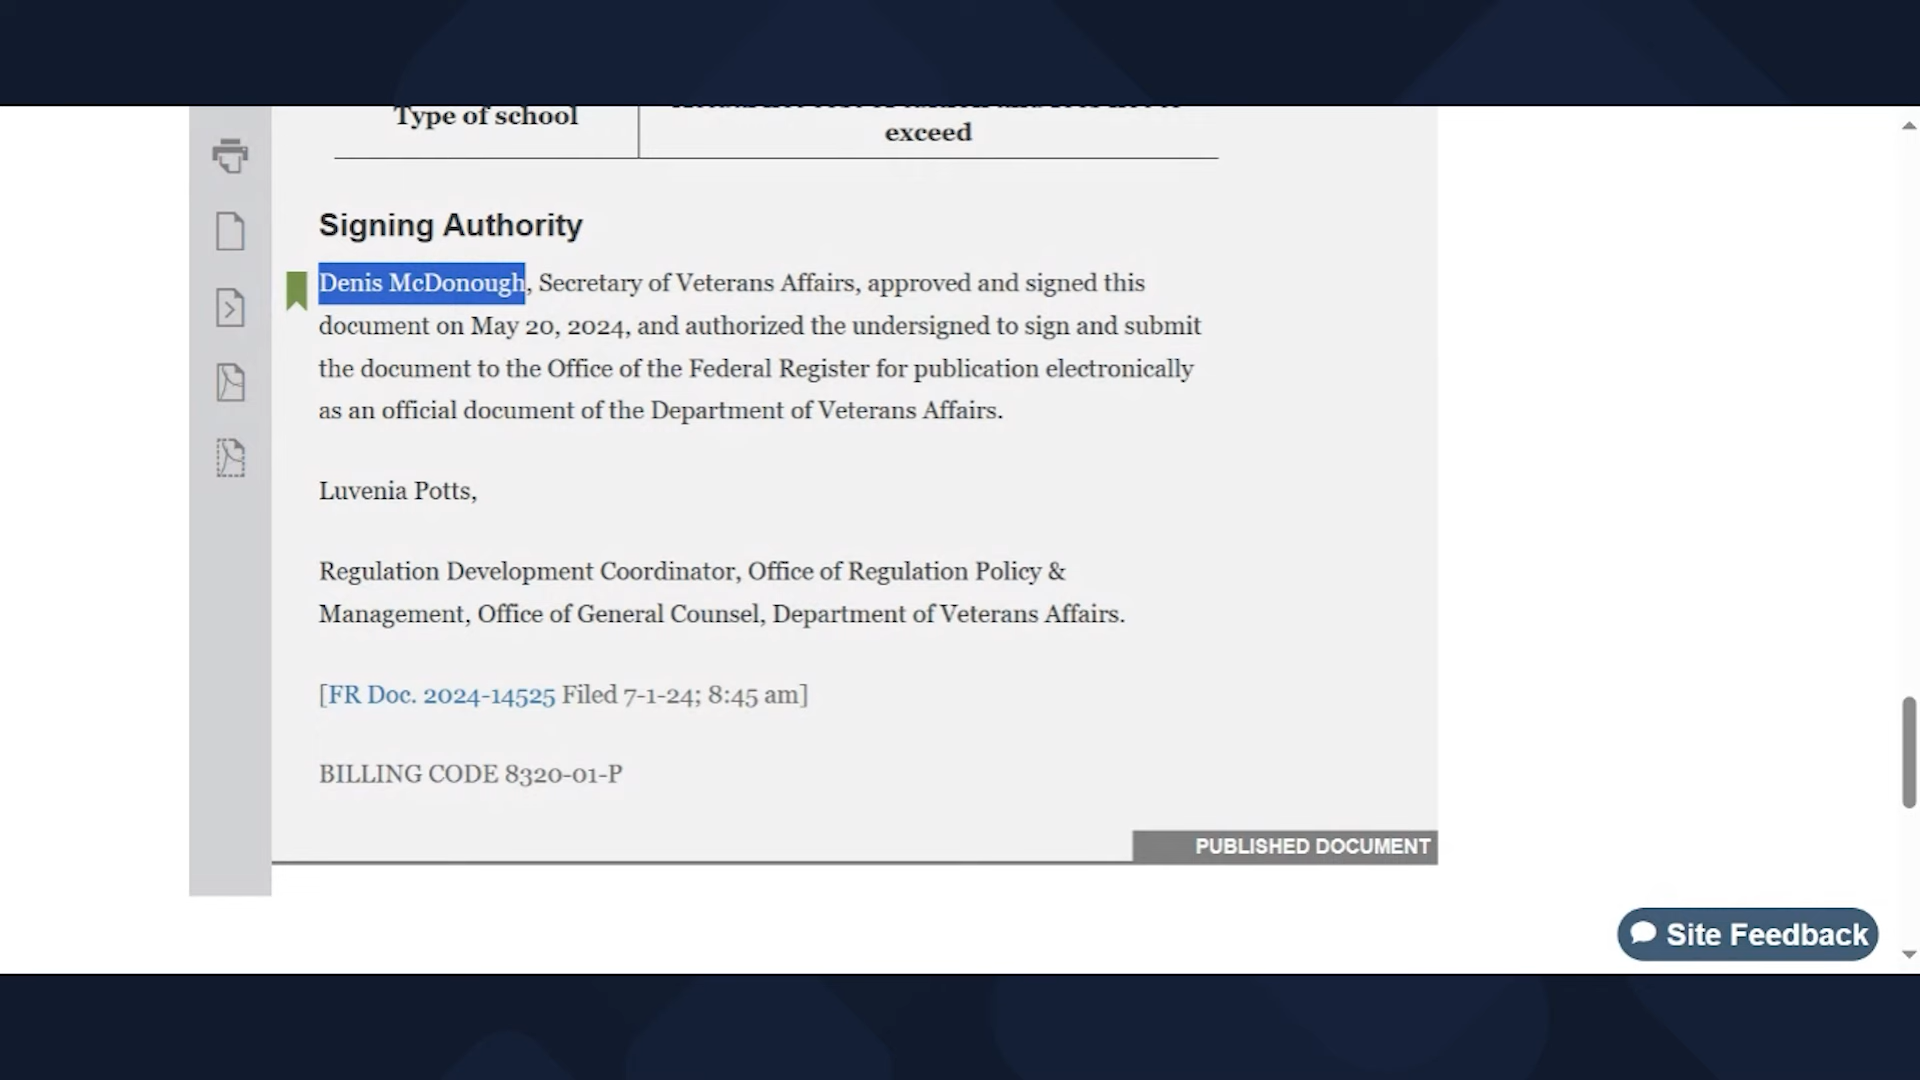 Type of school
exceed
Signing Authority
Denis McDonough, Secretary of Veterans Affairs, approved and signed this
document on May 20, 2024, and authorized the undersigned to sign and submit
the document to the Office of the Federal Register for publication electronically
as an official document of the Department of Veterans Affairs.
Luvenia Potts,
Regulation Development Coordinator, Office of Regulation Policy &
Management, Office of General Counsel, Department of Veterans Affairs.
[FR Doc. 2024-14525 Filed 7-1-24; 8:45 am]
BILLING CODE 8320-01-P
PUBLISHED DOCUMENT
Site Feedback